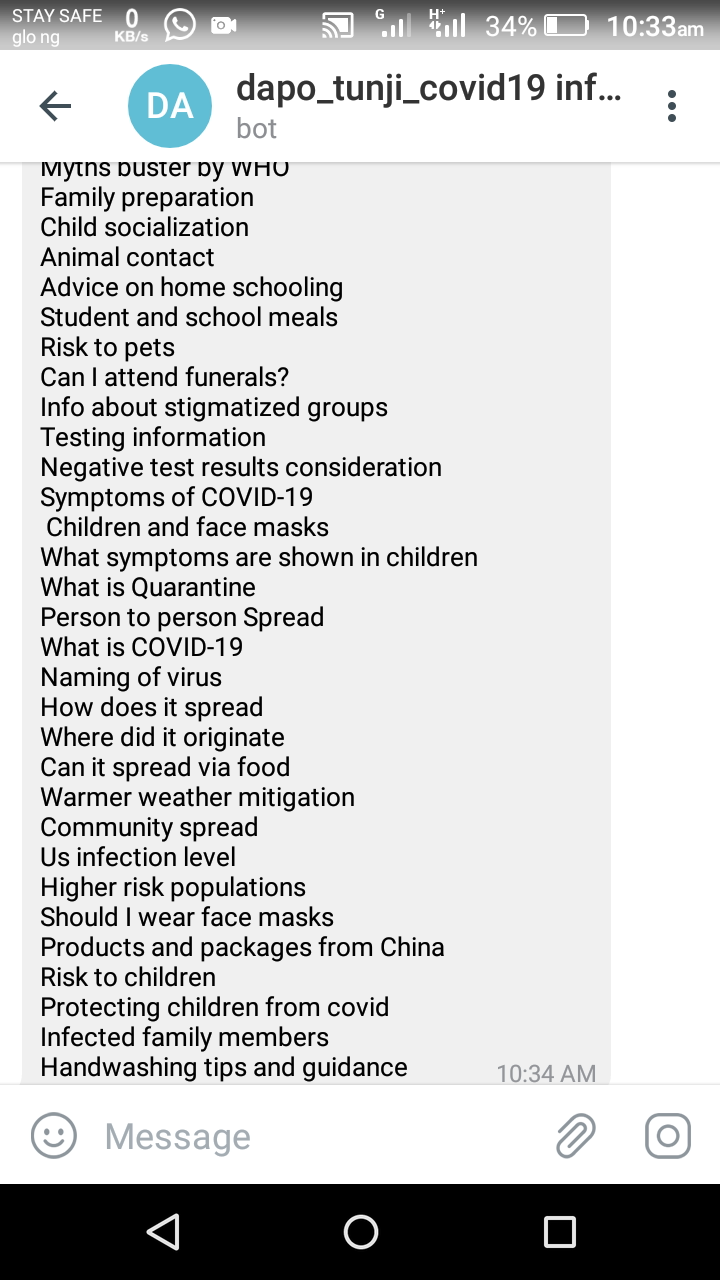 STAY SAFE
glo ng
0
KB/s
G
H+
34%
10:33am
DA
dapo_tunji_covid19 inf...
bot
Myths buster by WHO
Family preparation
Child socialization
Animal contact
Advice on home schooling
Student and school meals
Risk to pets
Can I attend funerals?
Info about stigmatized groups
Testing information
Negative test results consideration
Symptoms of COVID-19
Children and face masks
What symptoms are shown in children
What is Quarantine
Person to person Spread
What is COVID-19
Naming of virus
How does it spread
Where did it originate
Can it spread via food
Warmer weather mitigation
Community spread
Us infection level
Higher risk populations
Should I wear face masks
Products and packages from China
Risk to children
Protecting children from covid
Infected family members
Handwashing tips and guidance
10:34 AM
Message